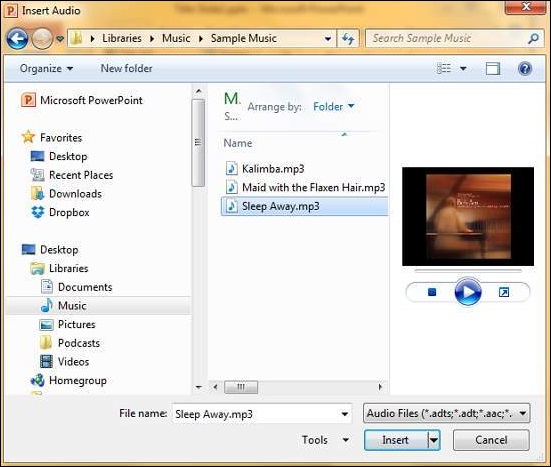 Insert Audio
Libraries Music Sample Music Search Sample Music
Organize New folder
Microsoft PowerPoint
Favorites
Desktop
Recent Places
Downloads
Dropbox
Desktop
Libraries
Documents
Music
Pictures
Podcasts
Videos
Homegroup
M.
S...
Arrange by: Folder
Name
Kalimba.mp3
Maid with the Flaxen Hair.mp3
Sleep Away.mp3
File name: Sleep Away.mp3 Audio Files (*.adts;*.adt;*.aac;*.
Tools Insert Cancel